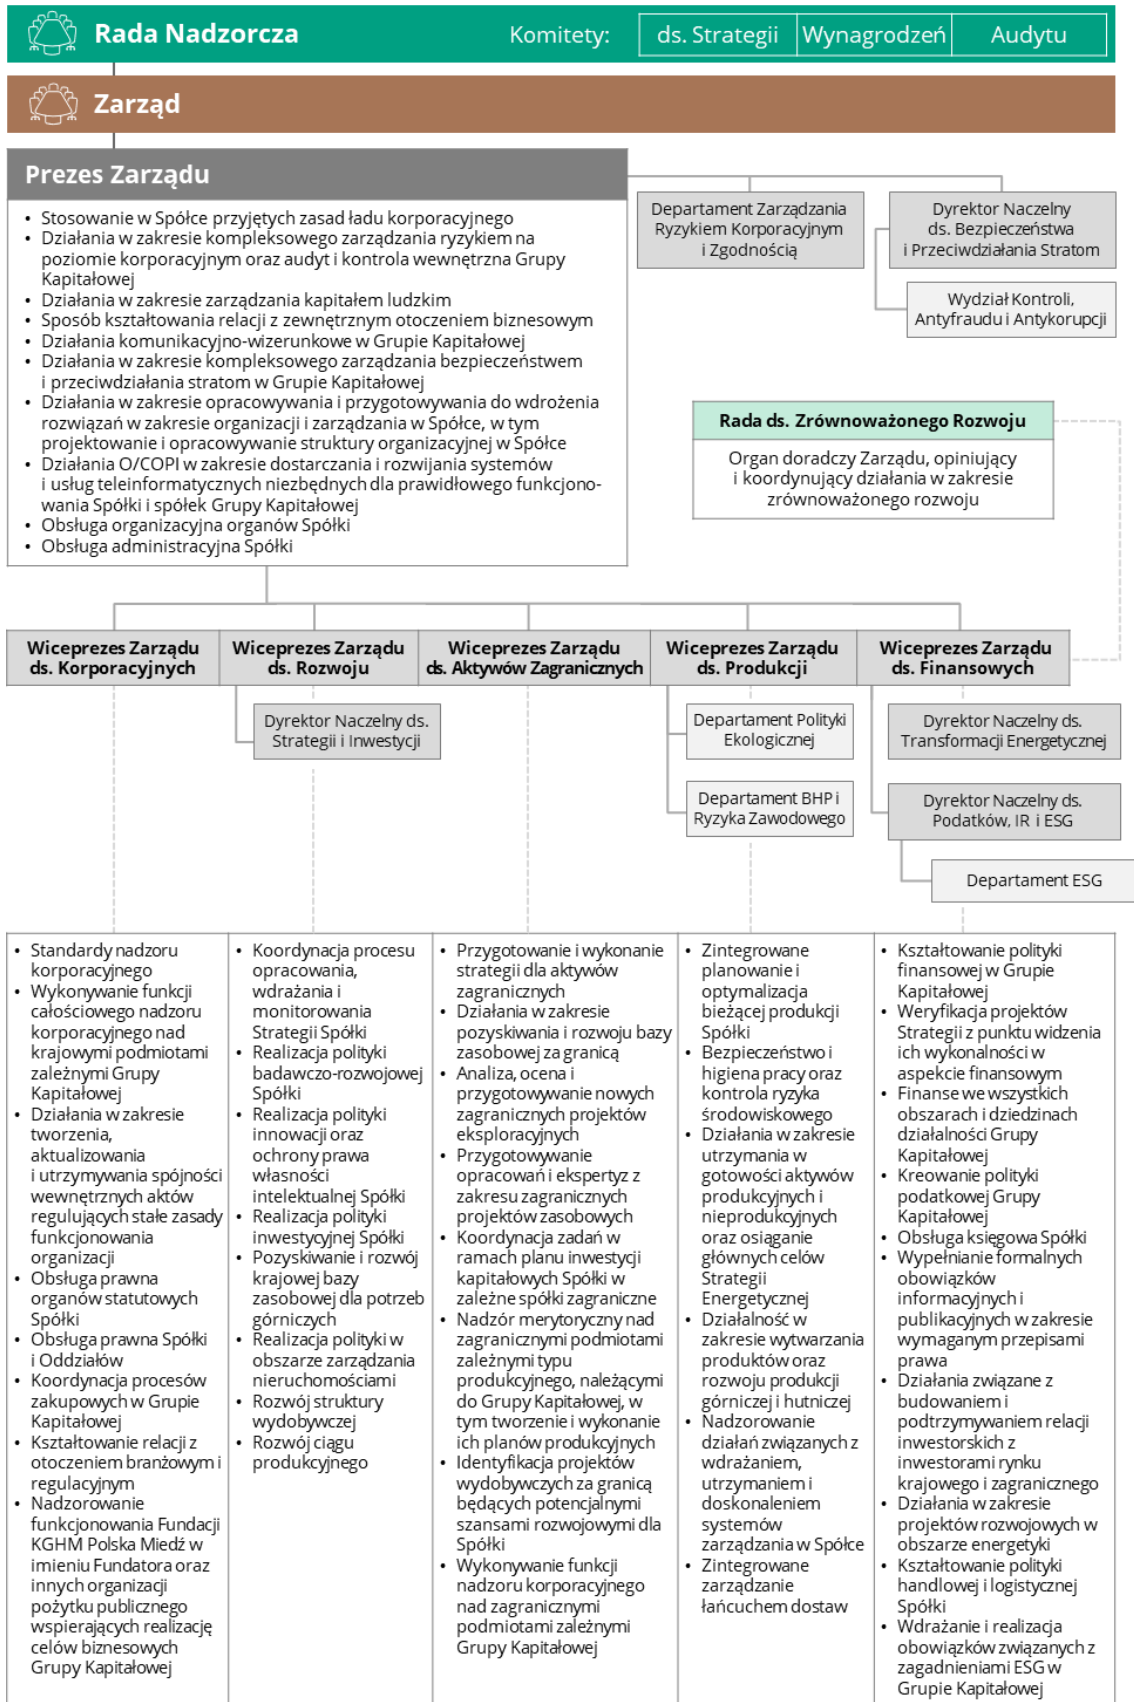 Rada Nadzorcza
Komitety:
ds. Strategii
Wynagrodzeń
Audytu
Zarząd
Prezes Zarządu
• Stosowanie w Spółce przyjętych zasad ładu korporacyjnego
• Działania w zakresie kompleksowego zarządzania ryzykiem na
poziomie korporacyjnym oraz audyt i kontrola wewnętrzna Grupy
Kapitałowej
• Działania w zakresie zarządzania kapitałem ludzkim
• Sposób kształtowania relacji z zewnętrznym otoczeniem biznesowym
• Działania komunikacyjno-wizerunkowe w Grupie Kapitałowej
• Działania w zakresie kompleksowego zarządzania bezpieczeństwem
i przeciwdziałania stratom w Grupie Kapitałowej
• Działania w zakresie opracowywania i przygotowywania do wdrożenia
rozwiązań w zakresie organizacji i zarządzania w Spółce, w tym
projektowanie i opracowywanie struktury organizacyjnej w Spółce
• Działania O/COPI w zakresie dostarczania i rozwijania systemów
i usług teleinformatycznych niezbędnych dla prawidłowego funkcjono-
wania Spółki i spółek Grupy Kapitałowej
• Obsługa organizacyjna organów Spółki
• Obsługa administracyjna Spółki
Departament Zarządzania
Ryzykiem Korporacyjnym
i Zgodnością
Dyrektor Naczelny
ds. Bezpieczeństwa
i Przeciwdziałania Stratom
Wydział Kontroli,
Antyfraudu i Antykorupcji
Rada ds. Zrównoważonego Rozwoju
Organ doradczy Zarządu, opiniujący
i koordynujący działania w zakresie
zrównoważonego rozwoju
Wiceprezes Zarządu
ds. Korporacyjnych
Wiceprezes Zarządu
ds. Rozwoju
Wiceprezes Zarządu
ds. Aktywów Zagranicznych
Wiceprezes Zarządu
ds. Produkcji
Wiceprezes Zarządu
ds. Finansowych
Dyrektor Naczelny ds.
Strategii i Inwestycji
Departament Polityki
Ekologicznej
Departament BHP i
Ryzyka Zawodowego
Dyrektor Naczelny ds.
Transformacji Energetycznej
Dyrektor Naczelny ds.
Podatków, IR i ESG
Departament ESG
• Standardy nadzoru
korporacyjnego
• Wykonywanie funkcji
całościowego nadzoru
korporacyjnego nad
krajowymi podmiotami
zależnymi Grupy
Kapitałowej
• Działania w zakresie
tworzenia,
aktualizowania
i utrzymywania spójności
wewnętrznych aktów
regulujących stałe zasady
funkcjonowania
organizacji
• Obsługa prawna
organów statutowych
Spółki
• Obsługa prawna Spółki
i Oddziałów
• Koordynacja procesów
zakupowych w Grupie
Kapitałowej
• Kształtowanie relacji z
otoczeniem branżowym i
regulacyjnym
• Nadzorowanie
funkcjonowania Fundacji
KGHM Polska Miedź w
imieniu Fundatora oraz
innych organizacji
pożytku publicznego
wspierających realizację
celów biznesowych
Grupy Kapitałowej
• Koordynacja procesu
opracowania,
wdrażania i
monitorowania
Strategii Spółki
• Realizacja polityki
badawczo-rozwojowej
Spółki
• Realizacja polityki
innowacji oraz
ochrony prawa
własności
intelektualnej Spółki
• Realizacja polityki
inwestycyjnej Spółki
• Pozyskiwanie i rozwój
krajowej bazy
zasobowej dla potrzeb
górniczych
• Realizacja polityki w
obszarze zarządzania
nieruchomościami
• Rozwój struktury
wydobywczej
• Rozwój ciągu
produkcyjnego
• Przygotowanie i wykonanie
strategii dla aktywów
zagranicznych
• Działania w zakresie
pozyskiwania i rozwoju bazy
zasobowej za granicą
• Analiza, ocena i
przygotowywanie nowych
zagranicznych projektów
eksploracyjnych
• Przygotowywanie
opracowań i ekspertyz z
zakresu zagranicznych
projektów zasobowych
• Koordynacja zadań w
ramach planu inwestycji
kapitałowych Spółki w
zależne spółki zagraniczne
• Nadzór merytoryczny nad
zagranicznymi podmiotami
zależnymi typu
produkcyjnego, należącymi
do Grupy Kapitałowej, w
tym tworzenie i wykonanie
ich planów produkcyjnych
• Identyfikacja projektów
wydobywczych za granicą
będących potencjalnymi
szansami rozwojowymi dla
Spółki
• Wykonywanie funkcji
nadzoru korporacyjnego
nad zagranicznymi
podmiotami zależnymi
Grupy Kapitałowej
• Zintegrowane
planowanie i
optymalizacja
bieżącej produkcji
Spółki
• Bezpieczeństwo i
higiena pracy oraz
kontrola ryzyka
środowiskowego
• Działania w zakresie
utrzymania w
gotowości aktywów
produkcyjnych i
nieprodukcyjnych
oraz osiąganie
głównych celów
Strategii
Energetycznej
• Działalność w
zakresie wytwarzania
produktów oraz
rozwoju produkcji
górniczej i hutniczej
• Nadzorowanie
działań związanych z
wdrażaniem,
utrzymaniem i
doskonaleniem
systemów
zarządzania w Spółce
• Zintegrowane
zarządzanie
łańcuchem dostaw
• Kształtowanie polityki
finansowej w Grupie
Kapitałowej
• Weryfikacja projektów
Strategii z punktu widzenia
ich wykonalności w
aspekcie finansowym
• Finanse we wszystkich
obszarach i dziedzinach
działalności Grupy
Kapitałowej
• Kreowanie polityki
podatkowej Grupy
Kapitałowej
• Obsługa księgowa Spółki
• Wypełnianie formalnych
obowiązków
informacyjnych i
publikacyjnych w zakresie
wymaganym przepisami
prawa
• Działania związane z
budowaniem i
podtrzymywaniem relacji
inwestorskich z
inwestorami rynku
krajowego i zagranicznego
• Działania w zakresie
projektów rozwojowych w
obszarze energetyki
• Kształtowanie polityki
handlowej i logistycznej
Spółki
• Wdrażanie i realizacja
obowiązków związanych z
zagadnieniami ESG w
Grupie Kapitałowej